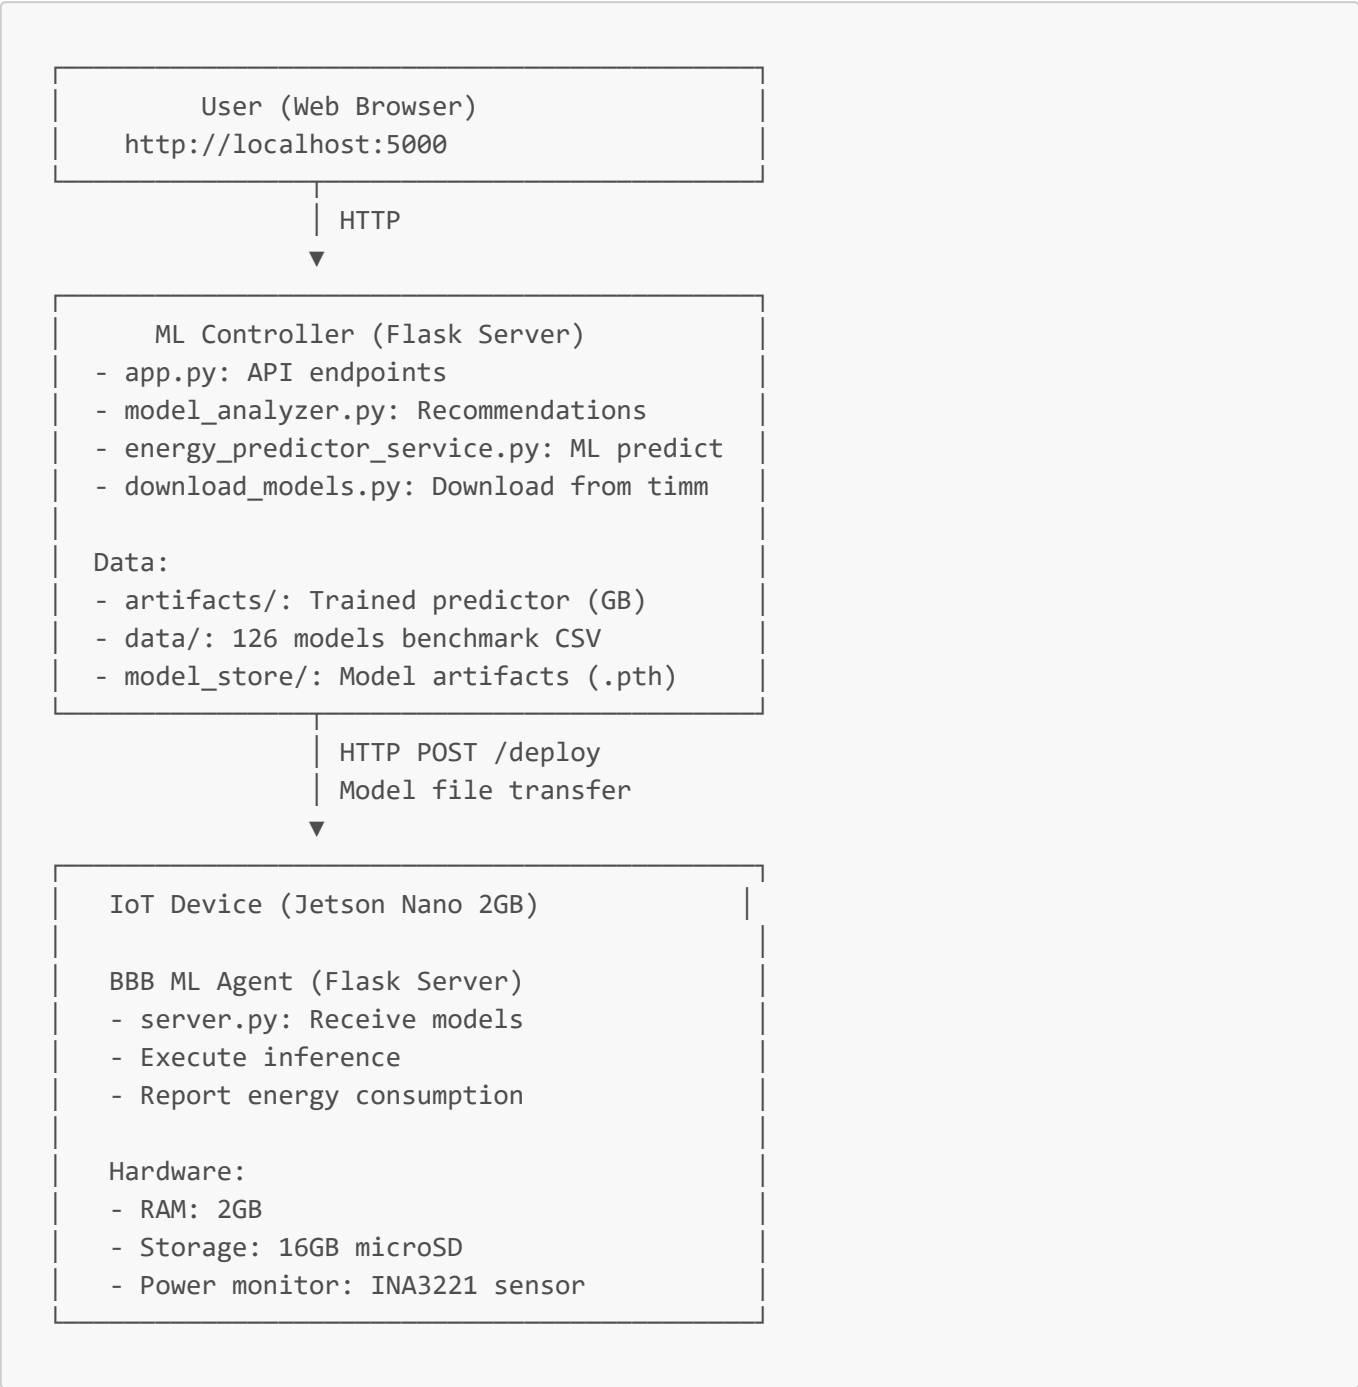 User (Web Browser)
http://localhost:5000
HTTP
ML Controller (Flask Server)
- app.py: API endpoints
- model_analyzer.py: Recommendations
- energy_predictor_service.py: ML predict
- download_models.py: Download from timm
Data:
- artifacts/: Trained predictor (GB)
- data/: 126 models benchmark CSV
- model_store/: Model artifacts (.pth)
HTTP POST /deploy
Model file transfer
IoT Device (Jetson Nano 2GB)
BBB ML Agent (Flask Server)
- server.py: Receive models
- Execute inference
- Report energy consumption
Hardware:
- RAM: 2GB
- Storage: 16GB microSD
- Power monitor: INA3221 sensor